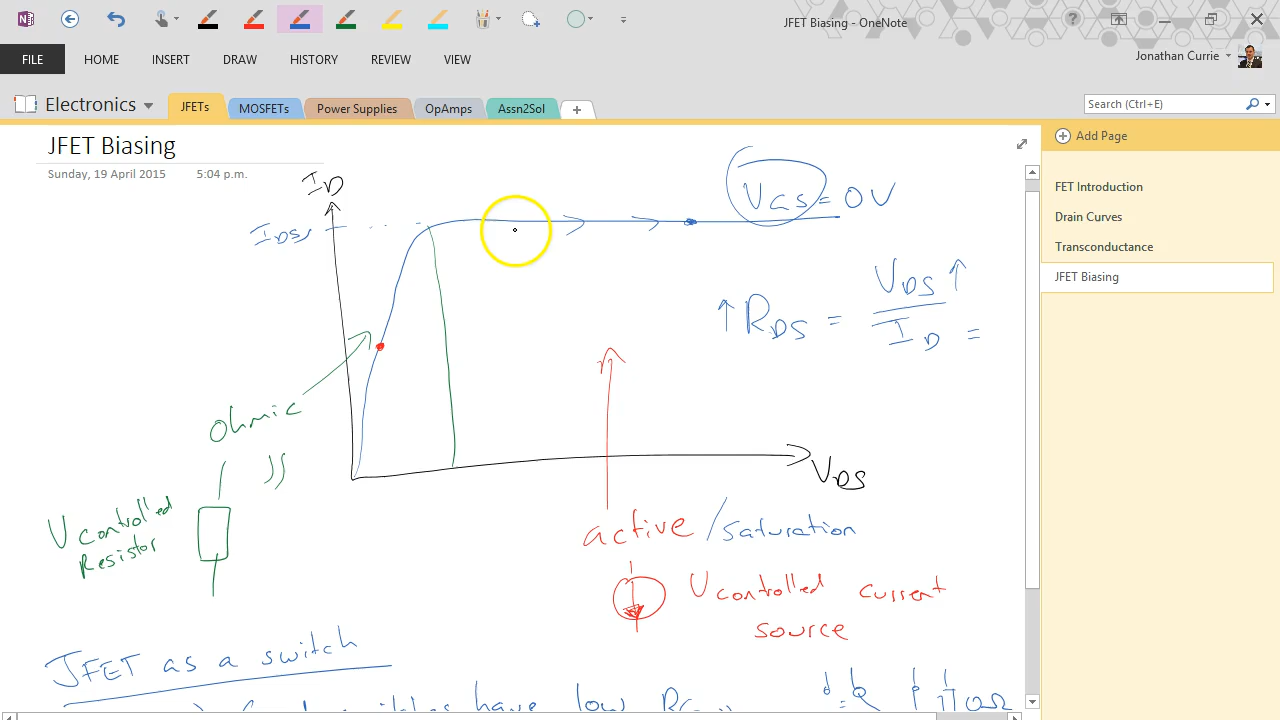 JFET Biasing - OneNote
Jonathan Currie
FILE HOME INSERT DRAW HISTORY REVIEW VIEW
Electronics
JFETs MOSFETs Power Supplies OpAmps Assn2Sol
Search (Ctrl+E)
JFET Biasing
Sunday, 19 April 2015 5:04 p.m.
Add Page
FET Introduction
Drain Curves
Transconductance
JFET Biasing
ID
IDSS
VGS = 0V
↑ RDS = VDS ↑
ID =
Ohmic
VDS
V controlled
Resistor
active / saturation
V controlled current
source
JFET as a switch
have low